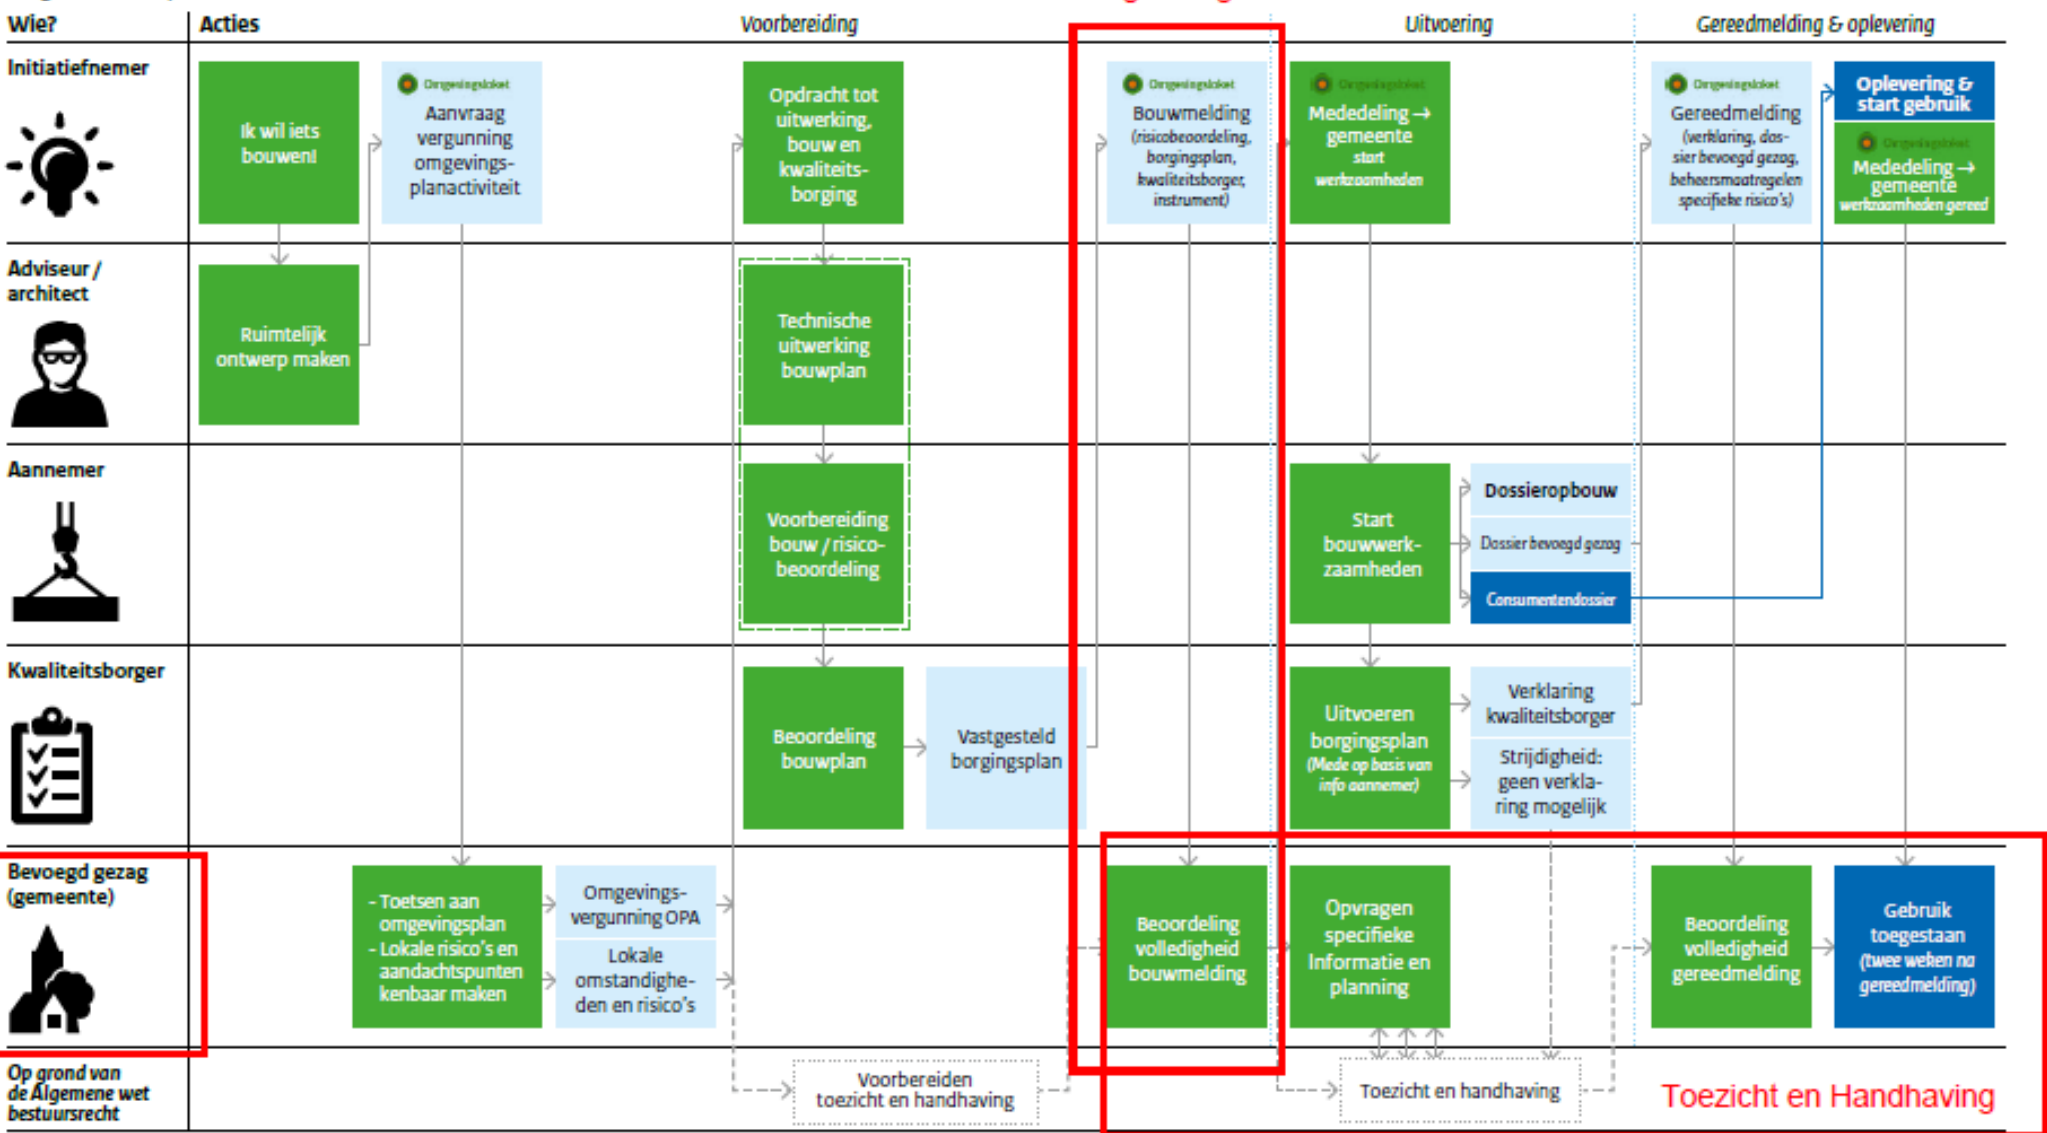 Wie?
Acties
Voorbereiding
Uitvoering
Gereedmelding & oplevering
Initiatiefnemer
Ik wil iets
bouwen!
Omgevingsloket
Aanvraag
vergunning
omgevings-
planactiviteit
Opdracht tot
uitwerking,
bouw en
kwaliteits-
borging
Omgevingsloket
Bouwmelding
(risicobeoordeling,
borgingsplan,
kwaliteitsborger,
instrument)
Omgevingsloket
Mededeling →
gemeente
start
werkzaamheden
Omgevingsloket
Gereedmelding
(verklaring, dos-
sier bevoegd gezag,
beheersmaatregelen
specifieke risico's)
Oplevering &
start gebruik
Omgevingsloket
Mededeling →
gemeente
werkzaamheden gereed
Adviseur /
architect
Ruimtelijk
ontwerp maken
Technische
uitwerking
bouwplan
Aannemer
Voorbereiding
bouw / risico-
beoordeling
Start
bouwwerk-
zaamheden
Dossieropbouw
Dossier bevoegd gezag
Consumentendossier
Kwaliteitsborger
Beoordeling
bouwplan
Vastgesteld
borgingsplan
Uitvoeren
borgingsplan
(Mede op basis van
info aannemer)
Verklaring
kwaliteitsborger
Strijdigheid:
geen verkla-
ring mogelijk
Bevoegd gezag
(gemeente)
- Toetsen aan
omgevingsplan
- Lokale risico's en
aandachtspunten
kenbaar maken
Omgevings-
vergunning OPA
Lokale
omstandighe-
den en risico's
Beoordeling
volledigheid
bouwmelding
Opvragen
specifieke
Informatie en
planning
Beoordeling
volledigheid
gereedmelding
Gebruik
toegestaan
(twee weken na
gereedmelding)
Op grond van
de Algemene wet
bestuursrecht
Voorbereiden
toezicht en handhaving
Toezicht en handhaving
Toezicht en Handhaving